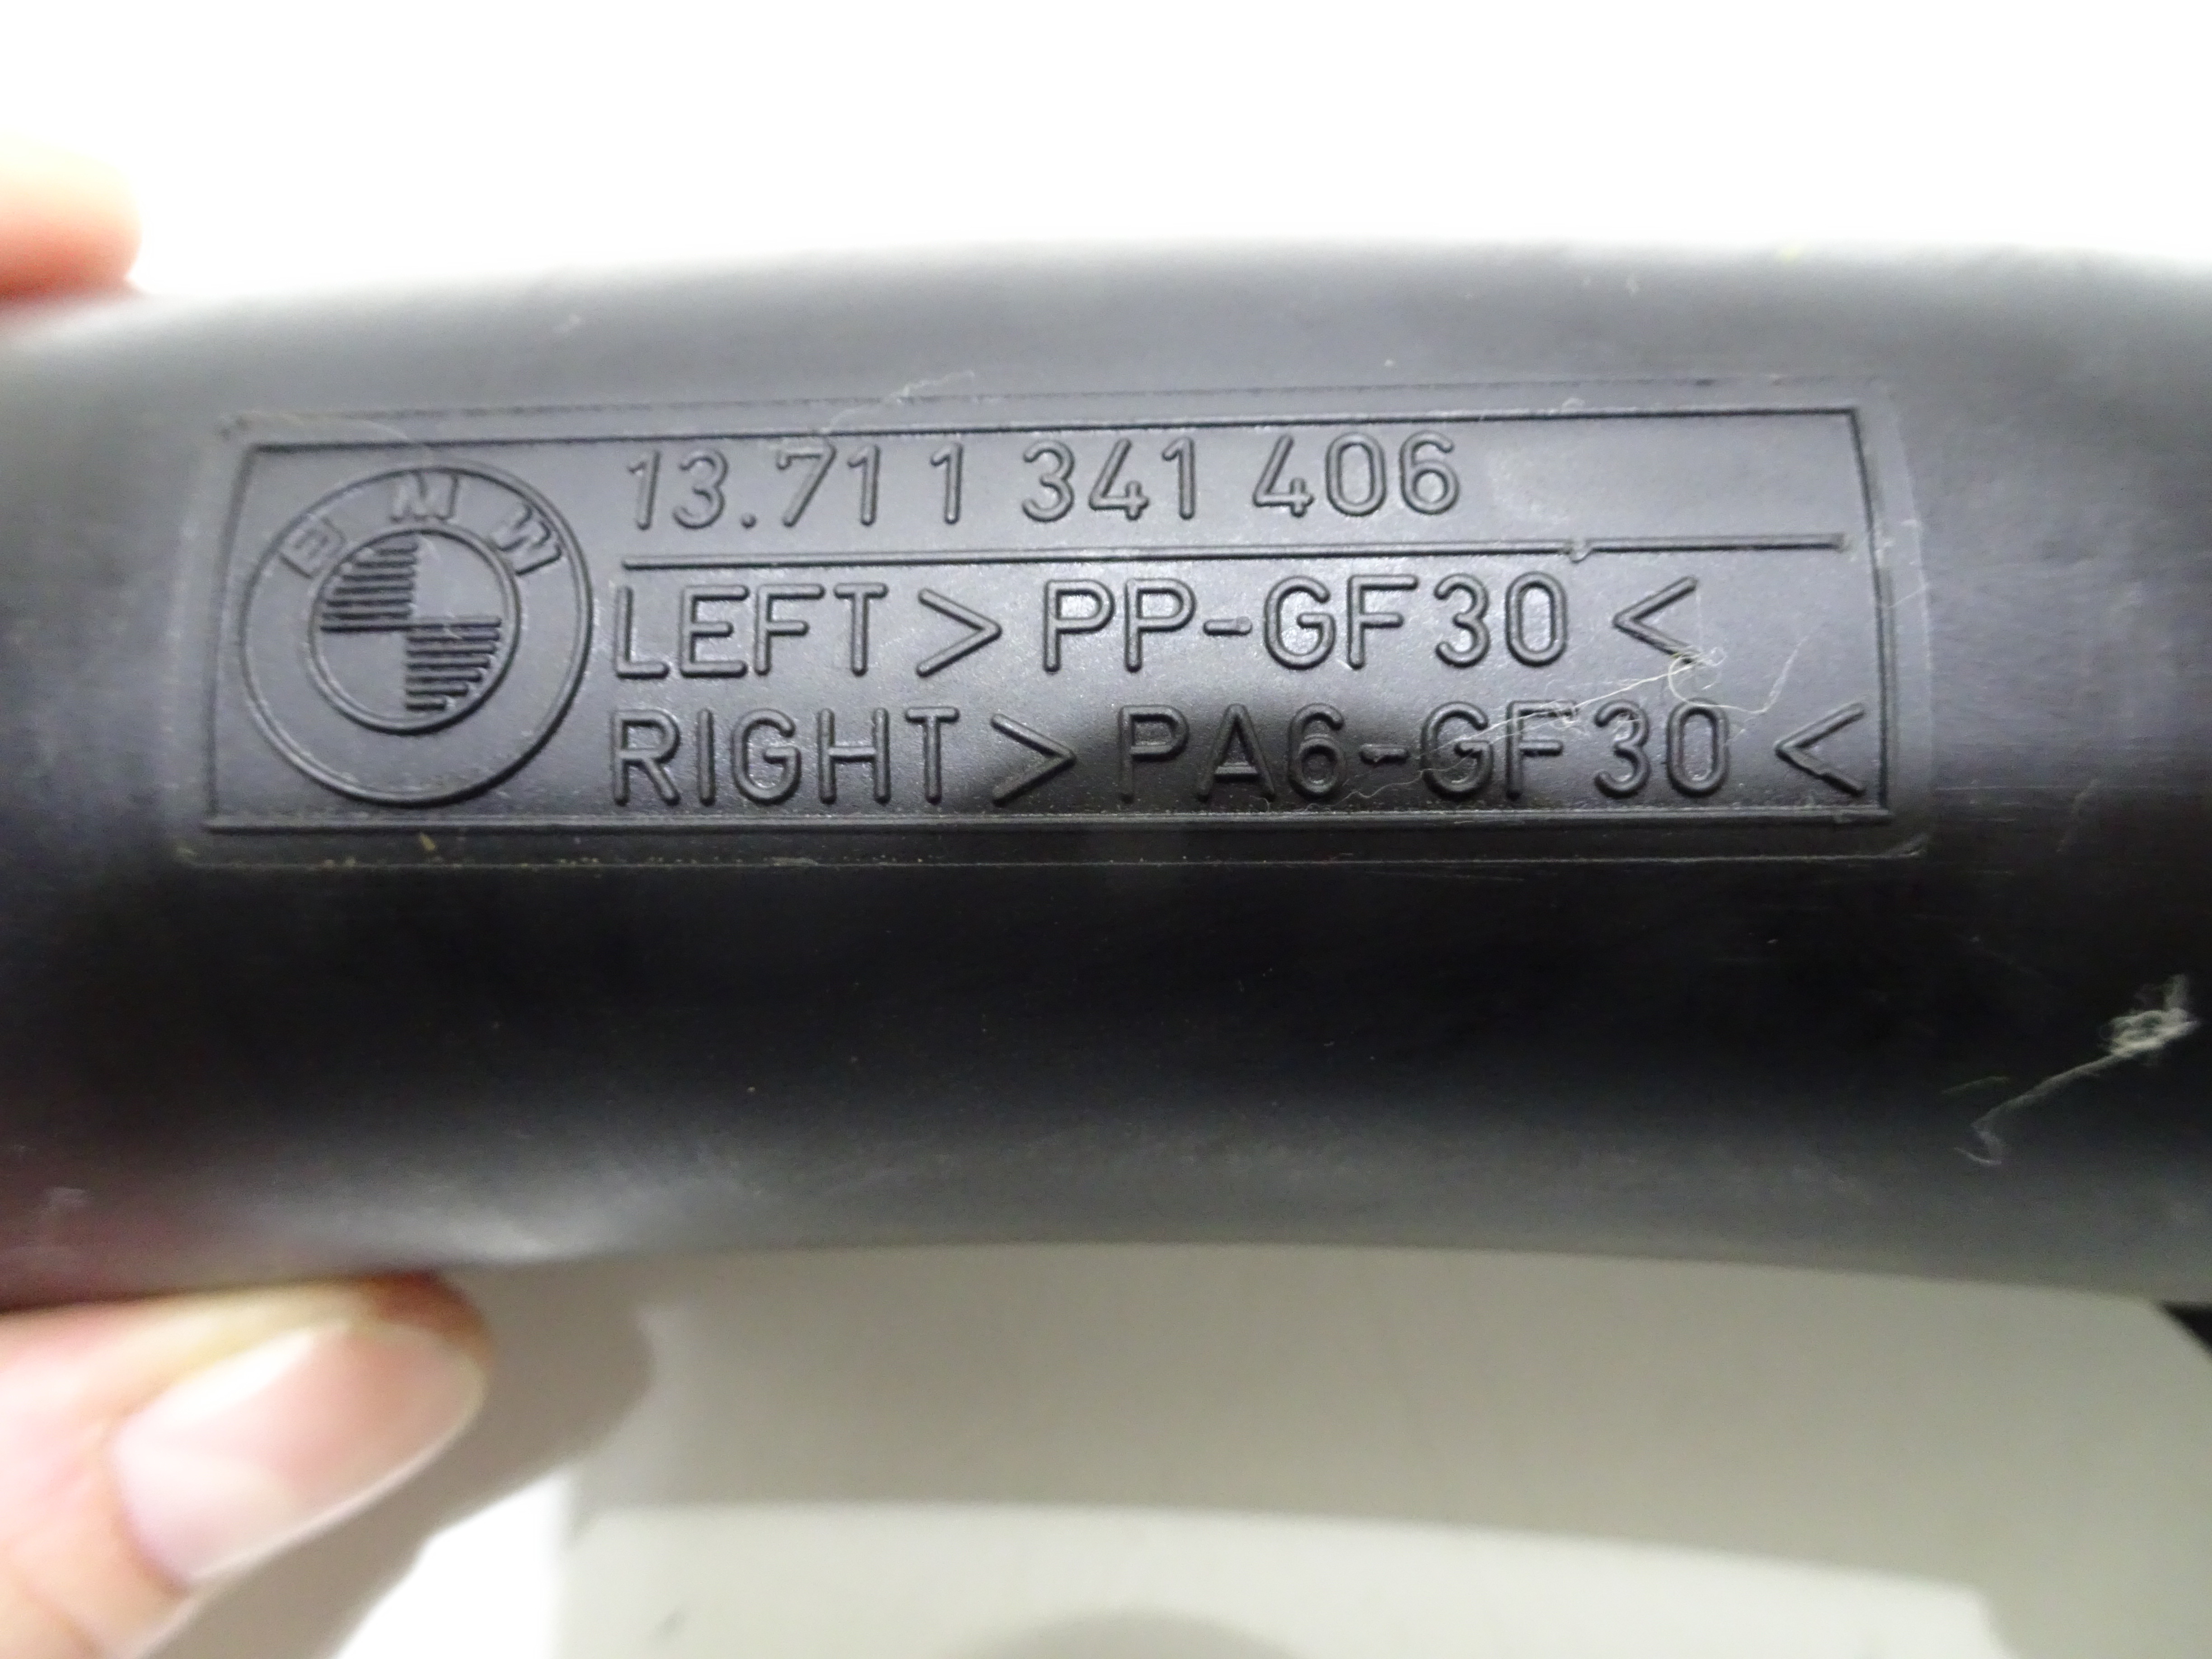 BMW
13.71 1 341 406
LEFT>PP-GF30<
RIGHT>PA6-GF30<